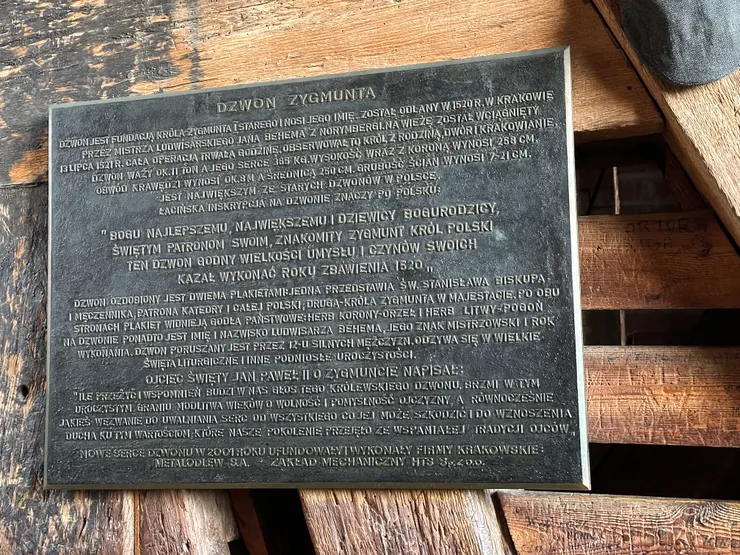 DZWON ZYGMUNTA
DZWON JEST FUNDACJĄ KRÓLA ZYGMUNTA I STAREGO I NOSI JEGO IMIĘ. ZOSTAŁ ODLANY W 1520 R. W KRAKOWIE
PRZEZ MISTRZA LUDWISARSKIEGO JANA BEHEMA Z NORYMBERGI. NA WIEŻĘ ZOSTAŁ WCIĄGNIĘTY
13 LIPCA 1521 R. CAŁA OPERACJA TRWAŁA GODZINĘ, OBSERWOWAŁ TO KRÓL Z RODZINĄ, DWÓR I KRAKOWIANIE.
DZWON WAŻY OK. 11 TON A JEGO SERCE 365 KG. WYSOKOŚĆ WRAZ Z KORONĄ WYNOSI 258 CM.
OBWÓD KRAWĘDZI WYNOSI OK. 8 M A ŚREDNICA 250 CM. GRUBOŚĆ ŚCIAN WYNOSI 7-21 CM.
JEST NAJWIĘKSZYM ZE STARYCH DZWONÓW W POLSCE.
ŁACIŃSKA INSKRYPCJA NA DZWONIE ZNACZY PO POLSKU:
"BOGU NAJLEPSZEMU, NAJWIĘKSZEMU I DZIEWICY BOGURODZICY,
ŚWIĘTYM PATRONOM SWOIM, ZNAKOMITY ZYGMUNT KRÓL POLSKI
TEN DZWON GODNY WIELKOŚCI UMYSŁU I CZYNÓW SWOICH
KAZAŁ WYKONAĆ ROKU ZBAWIENIA 1520„
DZWON OZDOBIONY JEST DWIEMA PLAKIETAMI: JEDNA PRZEDSTAWIA ŚW. STANISŁAWA BISKUPA
I MĘCZENNIKA, PATRONA KATEDRY I CAŁEJ POLSKI, DRUGA-KRÓLA ZYGMUNTA W MAJESTACIE. PO OBU
STRONACH PLAKIET WIDNIEJĄ GODŁA PAŃSTWOWE: HERB KORONY-ORZEŁ I HERB LITWY-POGOŃ
NA DZWONIE PONADTO JEST IMIĘ I NAZWISKO LUDWISARZA BEHEMA, JEGO ZNAK MISTRZOWSKI I ROK
WYKONANIA. DZWON PORUSZANY JEST PRZEZ 12-U SILNYCH MĘŻCZYZN. ODZYWA SIĘ W WIELKIE
ŚWIĘTA LITURGICZNE I INNE PODNIOSŁE UROCZYSTOŚCI.
OJCIEC ŚWIĘTY JAN PAWEŁ II O ZYGMUNCIE NAPISAŁ:
"ILE PRZEŻYĆ I WSPOMNIEŃ BUDZI W NAS GŁOS TEGO KRÓLEWSKIEGO DZWONU. BRZMI W TYM
UROCZYSTYM GRANIU MODLITWA WIEKÓW O WOLNOŚĆ I POMYŚLNOŚĆ OJCZYZNY, A RÓWNOCZEŚNIE
JAKIEŚ WEZWANIE DO UWALNIANIA SERC OD WSZYSTKIEGO CO JEJ MOŻE SZKODZIĆ I DO WZNOSZENIA
DUCHA KU TYM WARTOŚCIOM, KTÓRE NASZE POKOLENIE PRZEJĘŁO ZE WSPANIAŁEJ TRADYCJI OJCÓW„
NOWE SERCE DZWONU W 2001 ROKU UFUNDOWAŁY I WYKONAŁY FIRMY KRAKOWSKIE:
METALODLEW S.A. - ZAKŁAD MECHANICZNY HTS Sp. z o.o.